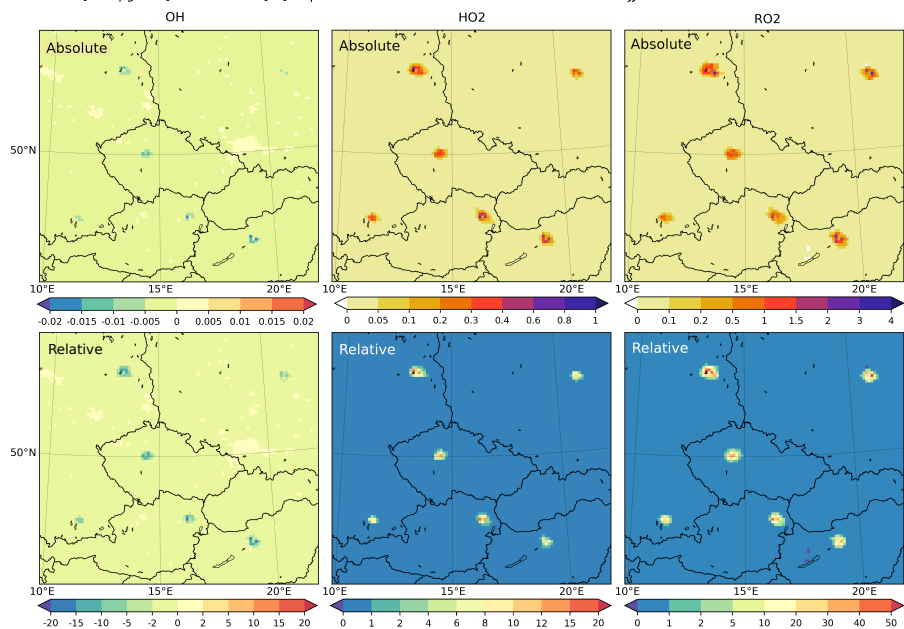 OH HO2 RO2
Absolute Absolute Absolute
50°N
10°E 15°E 20°E 10°E 15°E 20°E 10°E 15°E 20°E
-0.02 -0.015 -0.01 -0.005 0 0.005 0.01 0.015 0.02 0 0.05 0.1 0.2 0.3 0.4 0.6 0.8 1 0 0.1 0.2 0.5 1 1.5 2 3 4
Relative Relative Relative
50°N
10°E 15°E 20°E 10°E 15°E 20°E 10°E 15°E 20°E
-20 -15 -10 -5 -2 0 2 5 10 15 20 0 1 2 4 6 8 10 12 15 20 0 1 2 5 10 20 30 40 50